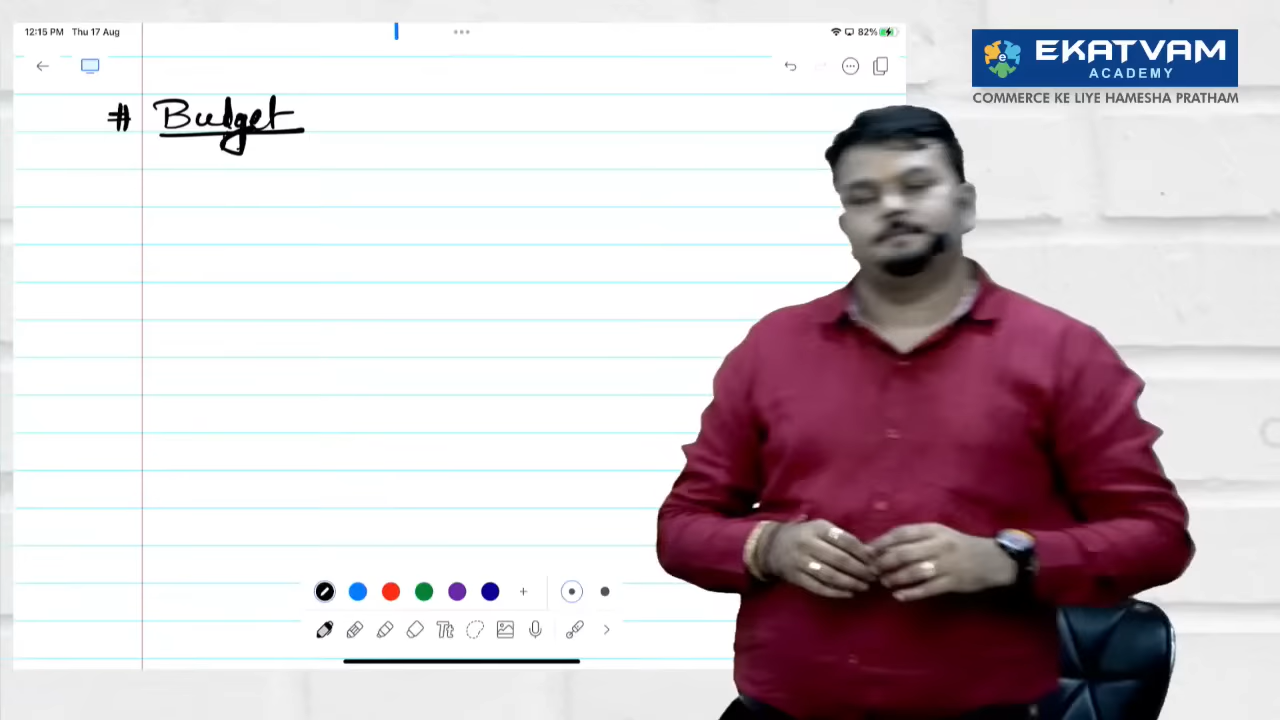 12:15 PM Thu 17 Aug
82%
# Budget
EKATVAM
ACADEMY
COMMERCE KE LIYE HAMESHA PRATHAM